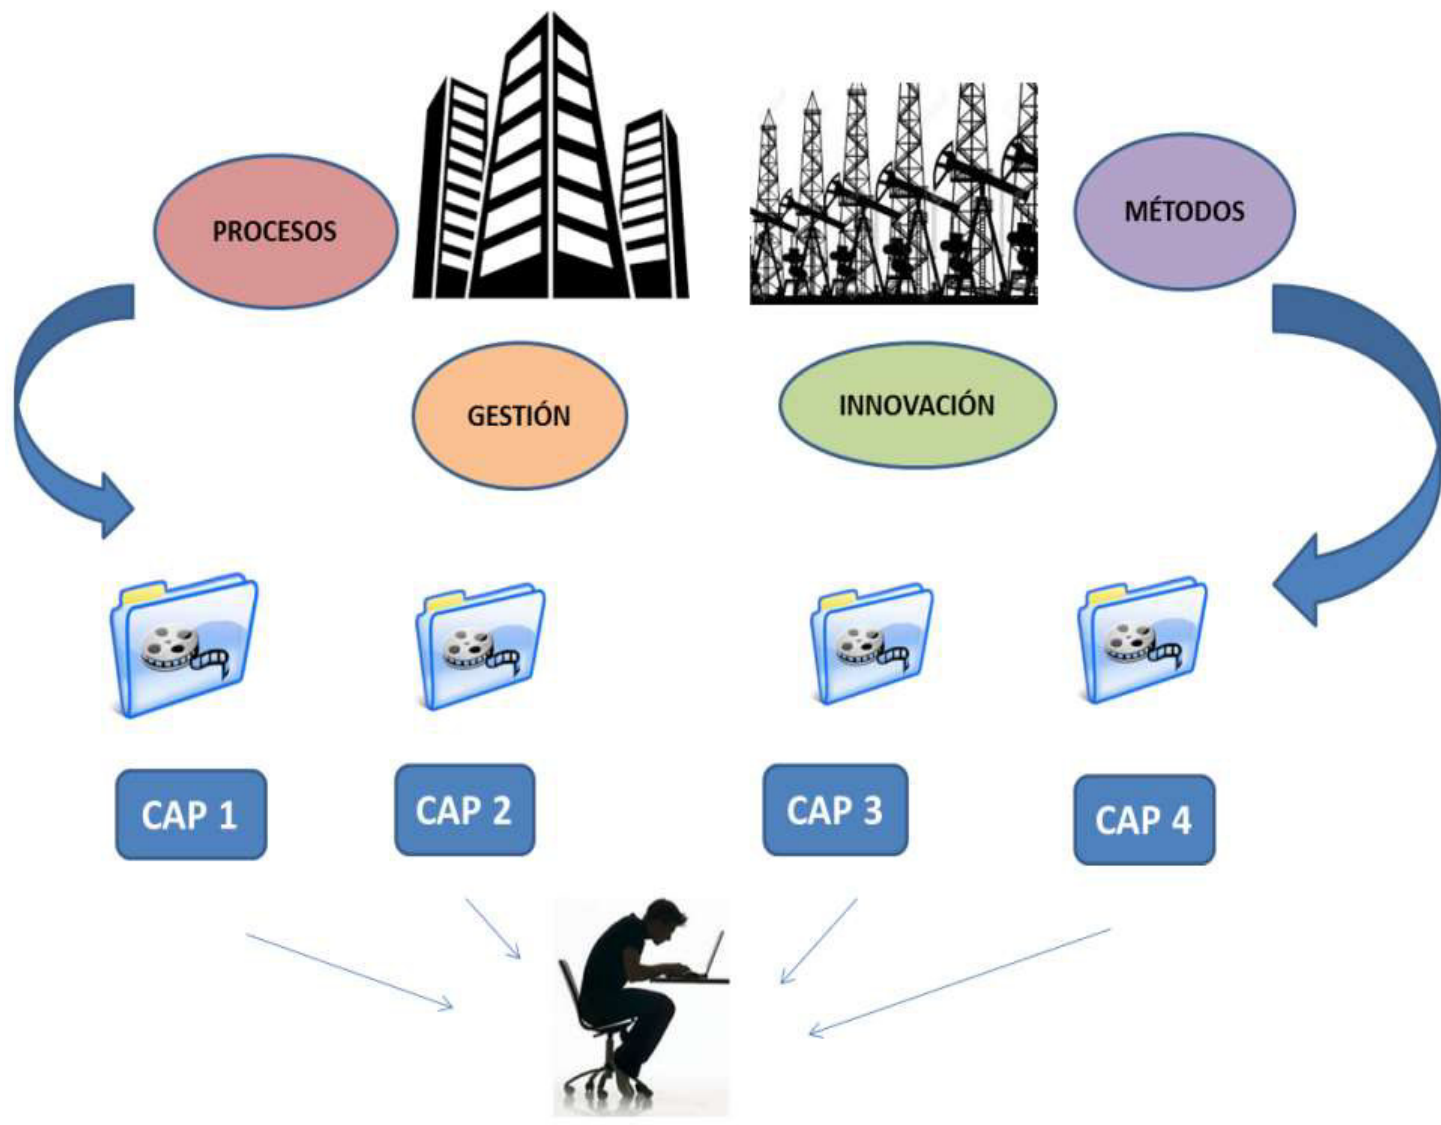 PROCESOS
MÉTODOS
GESTIÓN
INNOVACIÓN
CAP 1
CAP 2
CAP 3
CAP 4